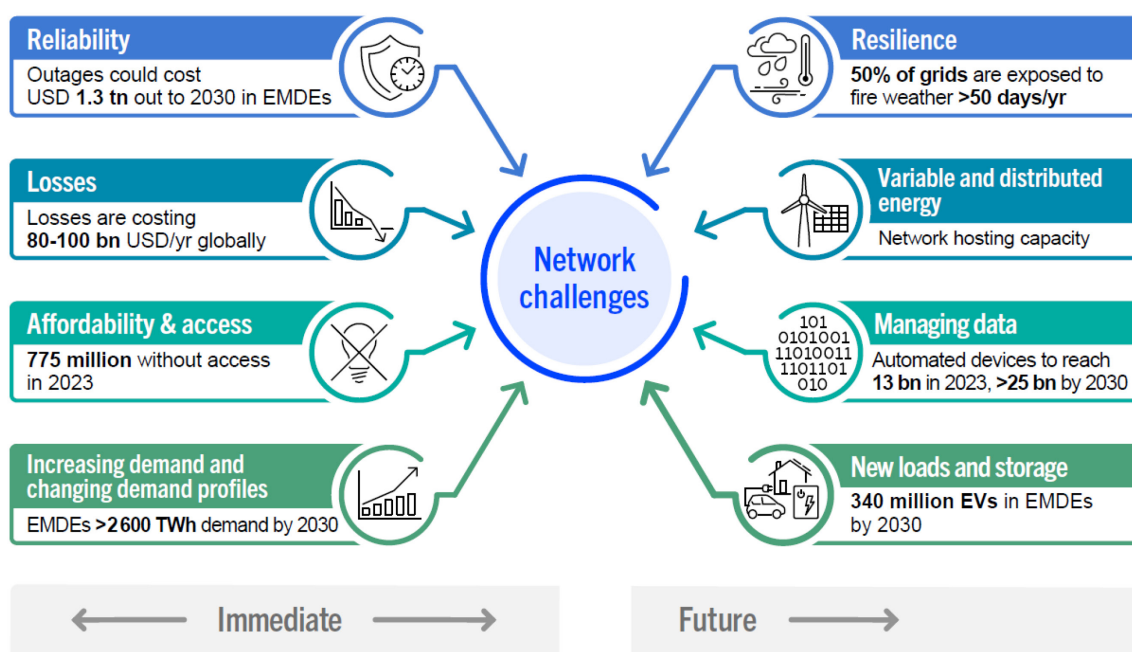 Reliability
Outages could cost
USD 1.3 tn out to 2030 in EMDEs
Losses
Losses are costing
80-100 bn USD/yr globally
Affordability & access
775 million without access
in 2023
Increasing demand and
changing demand profiles
EMDEs >2 600 TWh demand by 2030
Network
challenges
Resilience
50% of grids are exposed to
fire weather >50 days/yr
Variable and distributed
energy
Network hosting capacity
101
0101001
11010011
1101101
010
Managing data
Automated devices to reach
13 bn in 2023, >25 bn by 2030
New loads and storage
340 million EVs in EMDEs
by 2030
Immediate
Future